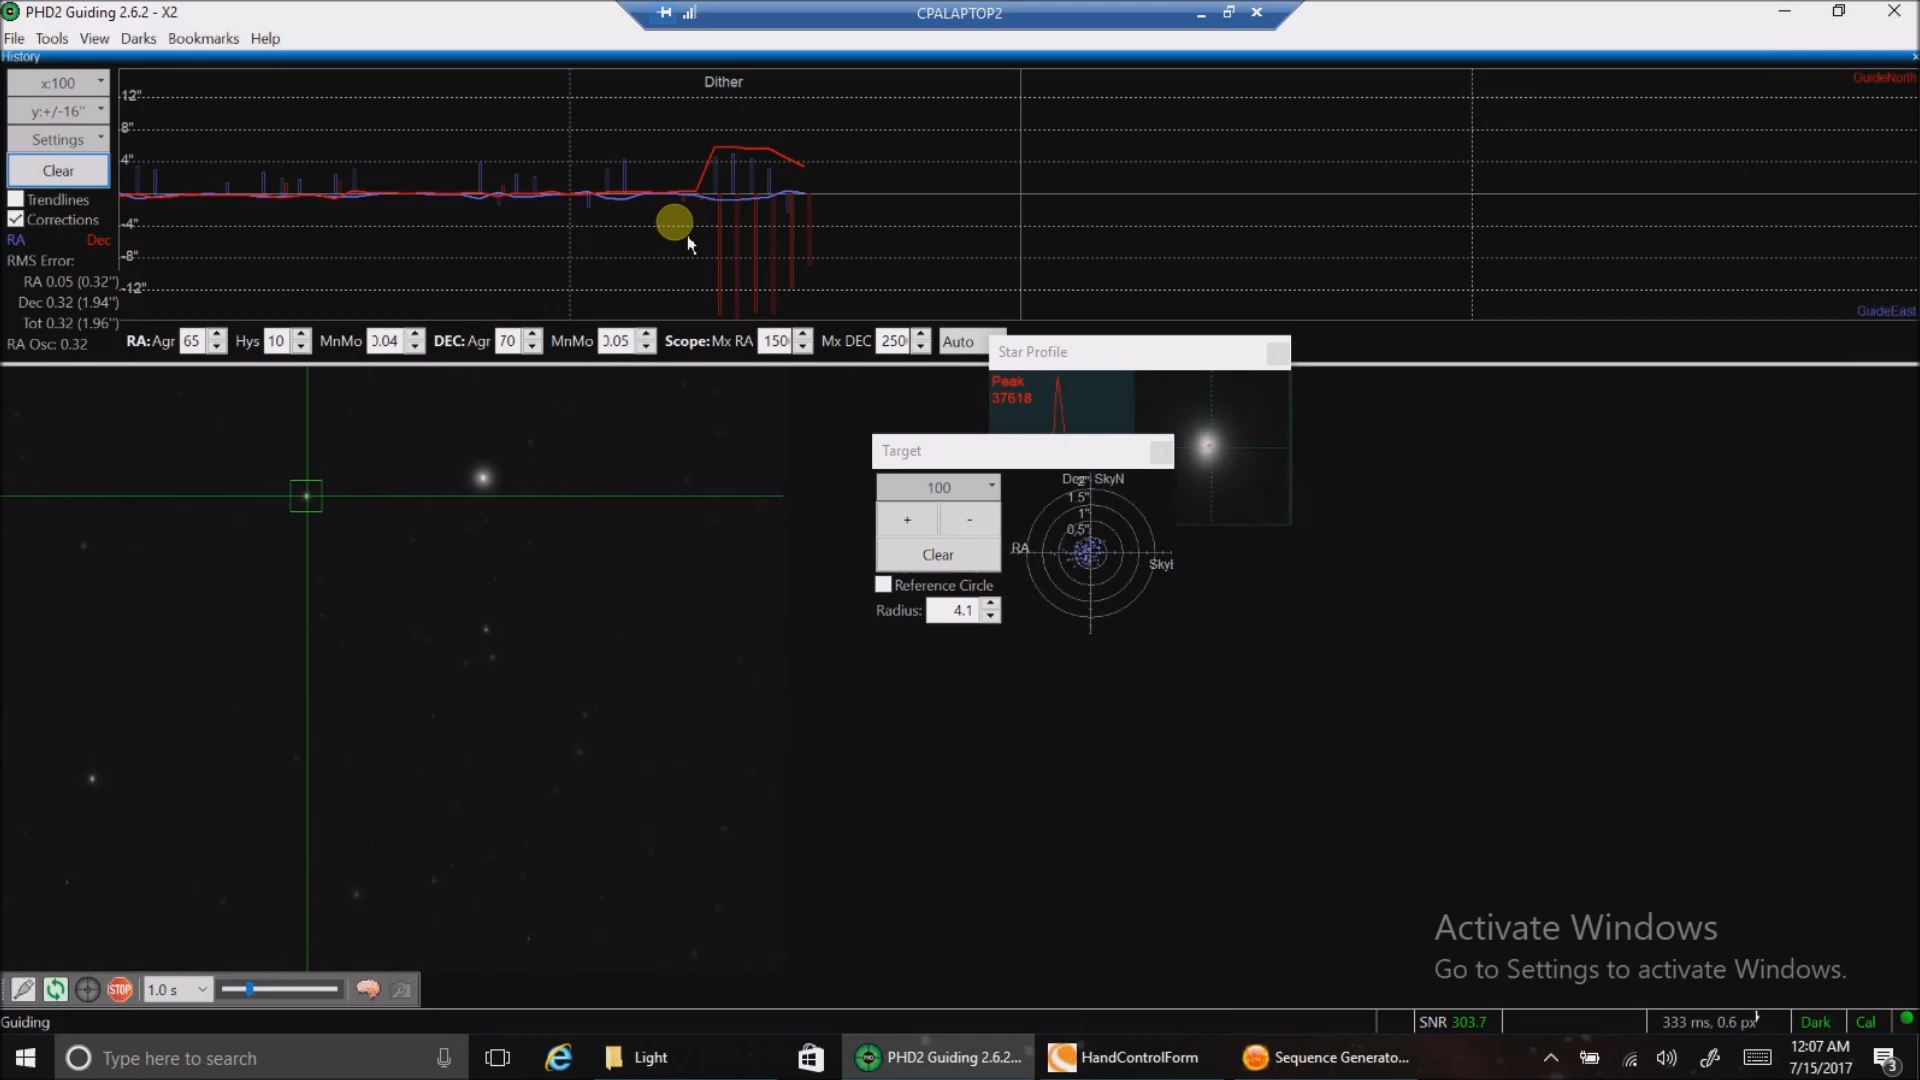 PHD2 Guiding 2.6.2 - X2
CPALAPTOP2
File Tools View Darks Bookmarks Help
History
x:100
y:+/-16"
Settings
Clear
Trendlines
Corrections
RA Dec
RMS Error:
RA 0.05 (0.32")
Dec 0.32 (1.94")
Tot 0.32 (1.96")
RA Osc: 0.32
Dither
12"
8"
4"
-4"
-8"
-12"
GuideNorth
GuideEast
RA: Agr 65 Hys 10 MnMo 0.04 DEC: Agr 70 MnMo 0.05 Scope: Mx RA 150 Mx DEC 250 Auto
Star Profile
Peak
37618
Target
100
+ -
Clear
Reference Circle
Radius: 4.1
Dec SkyN
2"
1.5"
1"
0.5"
RA
SkyE
Activate Windows
Go to Settings to activate Windows.
STOP
1.0 s
Guiding
SNR 303.7
333 ms, 0.6 px
Dark
Cal
Type here to search
Light
PHD2 Guiding 2.6.2...
HandControlForm
Sequence Generato...
12:07 AM
7/15/2017
3